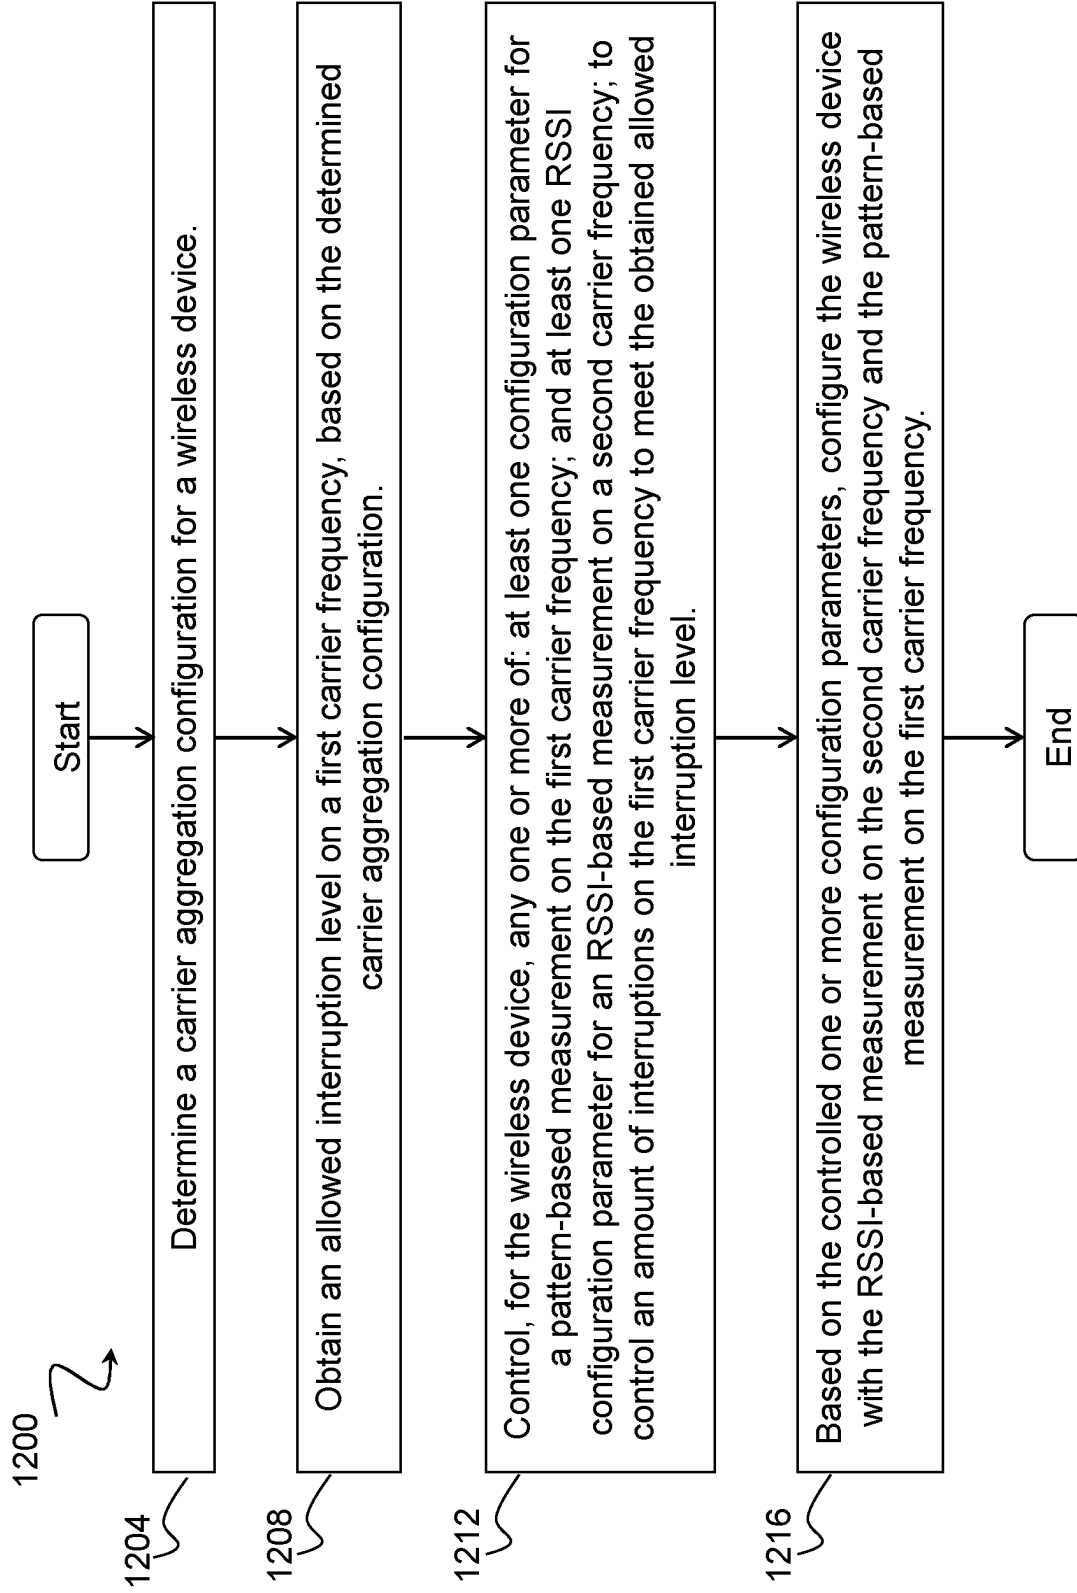 1200
Start
1204
Determine a carrier aggregation configuration for a wireless device.
1208
Obtain an allowed interruption level on a first carrier frequency, based on the determined
carrier aggregation configuration.
1212
Control, for the wireless device, any one or more of: at least one configuration parameter for
a pattern-based measurement on the first carrier frequency; and at least one RSSI
configuration parameter for an RSSI-based measurement on a second carrier frequency; to
control an amount of interruptions on the first carrier frequency to meet the obtained allowed
interruption level.
1216
Based on the controlled one or more configuration parameters, configure the wireless device
with the RSSI-based measurement on the second carrier frequency and the pattern-based
measurement on the first carrier frequency.
End